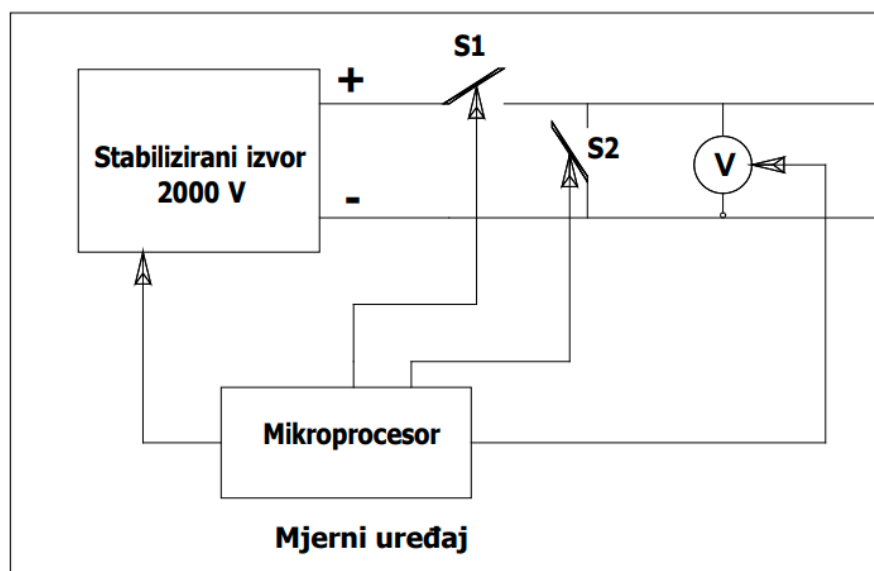 S1
+
Stabilizirani izvor
2000 V
S2
V
-
Mikroprocesor
Mjerni uređaj